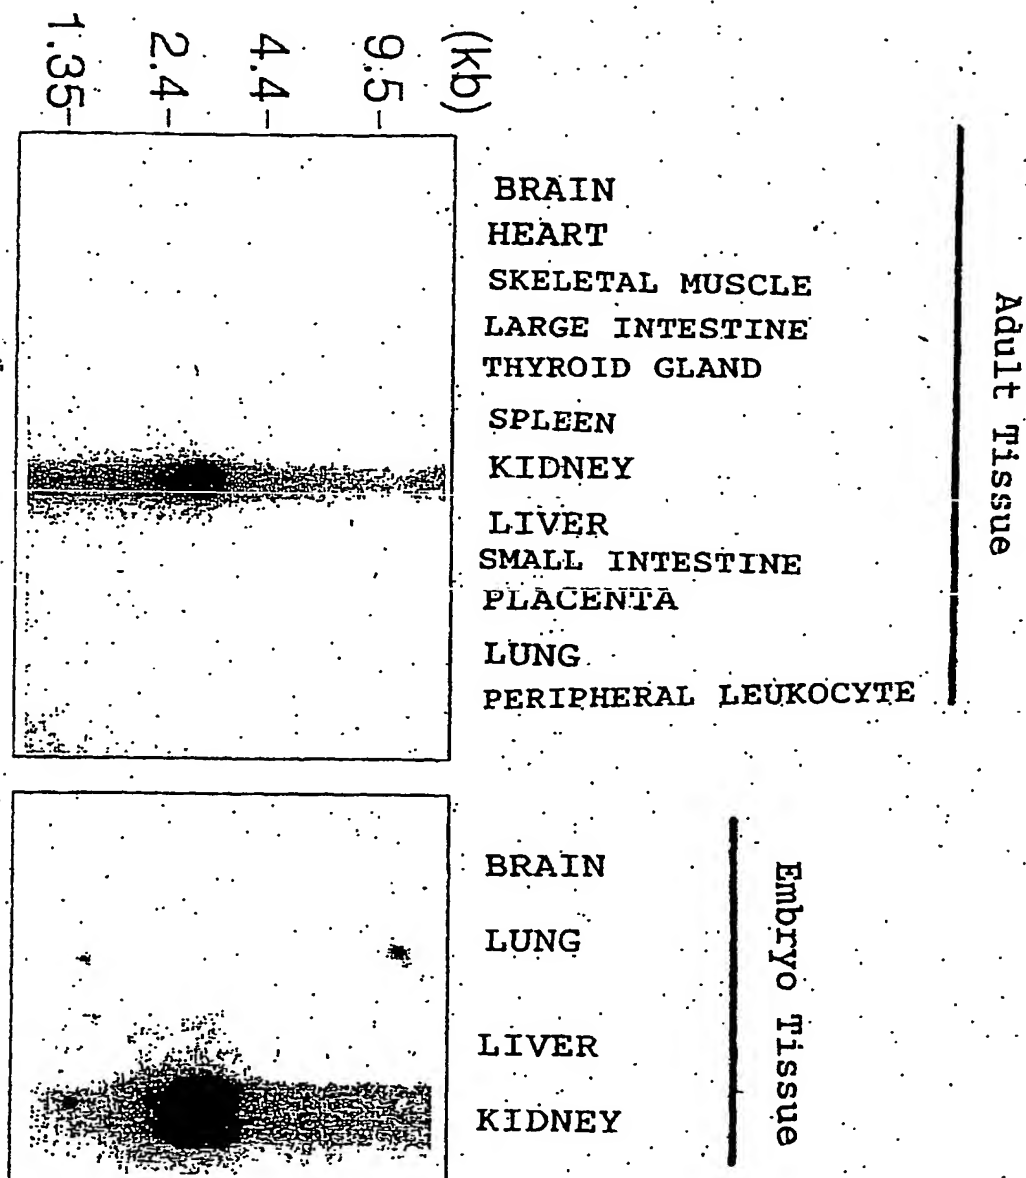 (kb)
9.5-
4.4-
2.4-
1.35-
Adult Tissue
BRAIN
HEART
SKELETAL MUSCLE
LARGE INTESTINE
THYROID GLAND
SPLEEN
KIDNEY
LIVER
SMALL INTESTINE
PLACENTA
LUNG
PERIPHERAL LEUKOCYTE
Embryo Tissue
BRAIN
LUNG
LIVER
KIDNEY